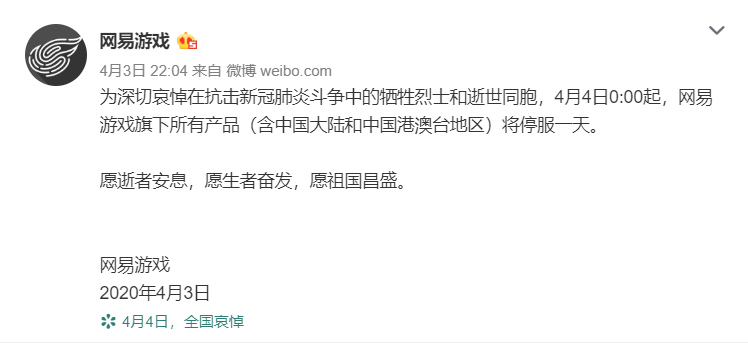 网易游戏
4月3日 22:04 来自 微博 weibo.com
为深切哀悼在抗击新冠肺炎斗争中的牺牲烈士和逝世同胞，4月4日0:00起，网易
游戏旗下所有产品（含中国大陆和中国港澳台地区）将停服一天。
愿逝者安息，愿生者奋发，愿祖国昌盛。
网易游戏
2020年4月3日
4月4日，全国哀悼